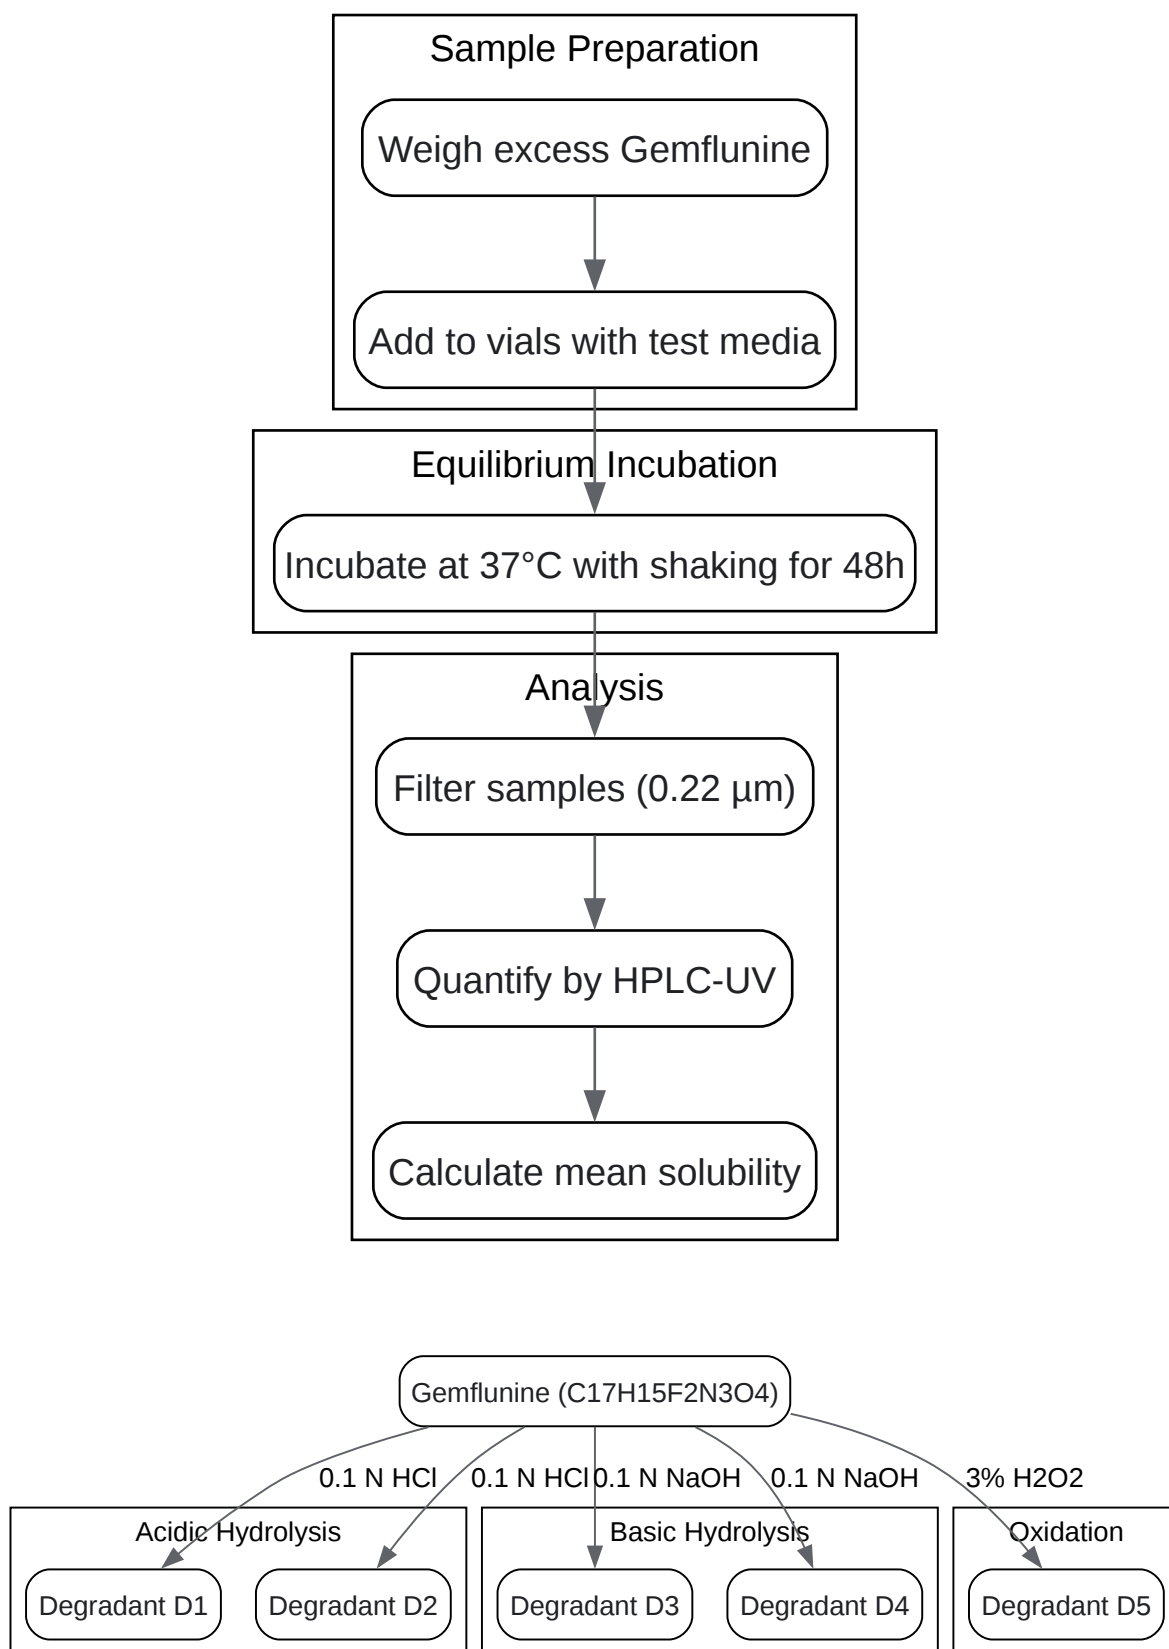 Sample Preparation
Weigh excess Gemflunine
Add to vials with test media
Equilibrium Incubation
Incubate at 37°C with shaking for 48h
Analysis
Filter samples (0.22 µm)
Quantify by HPLC-UV
Calculate mean solubility
Gemflunine (C17H15F2N3O4)
0.1 N HCl 0.1 N HCl 0.1 N NaOH 0.1 N NaOH 3% H2O2
Acidic Hydrolysis Basic Hydrolysis Oxidation
Degradant D1 Degradant D2 Degradant D3 Degradant D4 Degradant D5